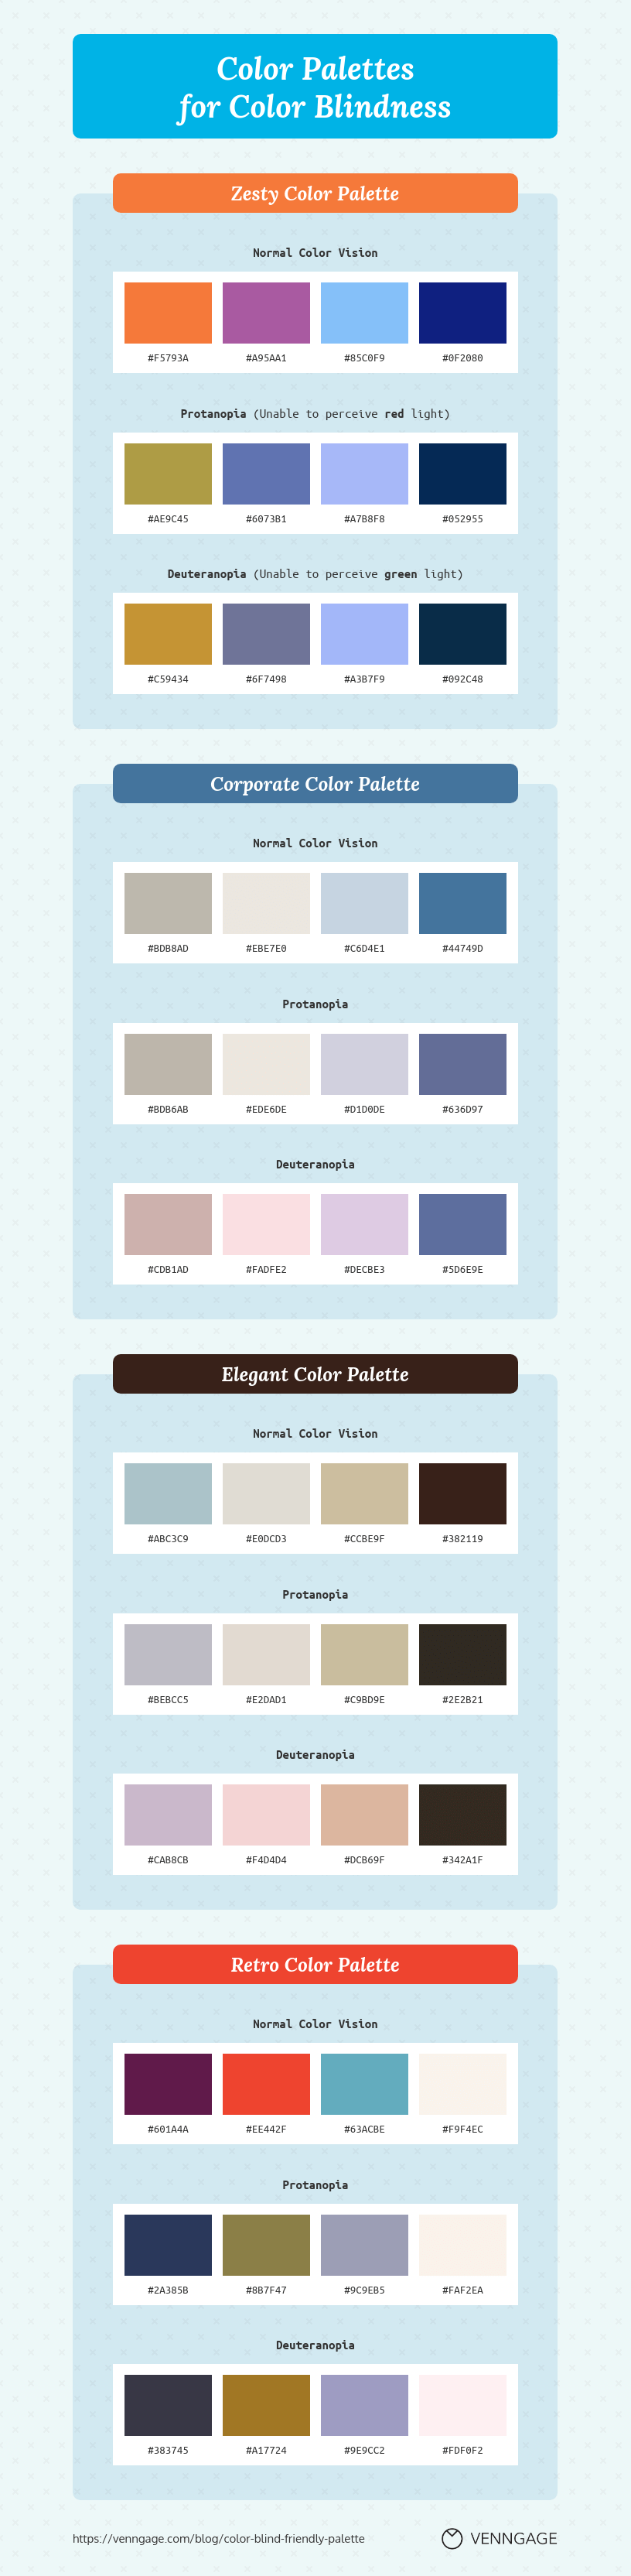 Color Palettes
for Color Blindness
Zesty Color Palette
Normal Color Vision
#F5793A #A95AA1 #85C0F9 #0F2080
Protanopia (Unable to perceive red light)
#AE9C45 #6073B1 #A7B8F8 #052955
Deuteranopia (Unable to perceive green light)
#C59434 #6F7498 #A3B7F9 #092C48
Corporate Color Palette
Normal Color Vision
#BDB8AD #EBE7E0 #C6D4E1 #44749D
Protanopia
#BDB6AB #EDE6DE #D1D0DE #636D97
Deuteranopia
#CDB1AD #FADFE2 #DECBE3 #5D6E9E
Elegant Color Palette
Normal Color Vision
#ABC3C9 #E0DCD3 #CCBE9F #382119
Protanopia
#BEBCC5 #E2DAD1 #C9BD9E #2E2B21
Deuteranopia
#CAB8CB #F4D4D4 #DCB69F #342A1F
Retro Color Palette
Normal Color Vision
#601A4A #EE442F #63ACBE #F9F4EC
Protanopia
#2A385B #8B7F47 #9C9EB5 #FAF2EA
Deuteranopia
#383745 #A17724 #9E9CC2 #FDF0F2
https://venngage.com/blog/color-blind-friendly-palette VENNGAGE